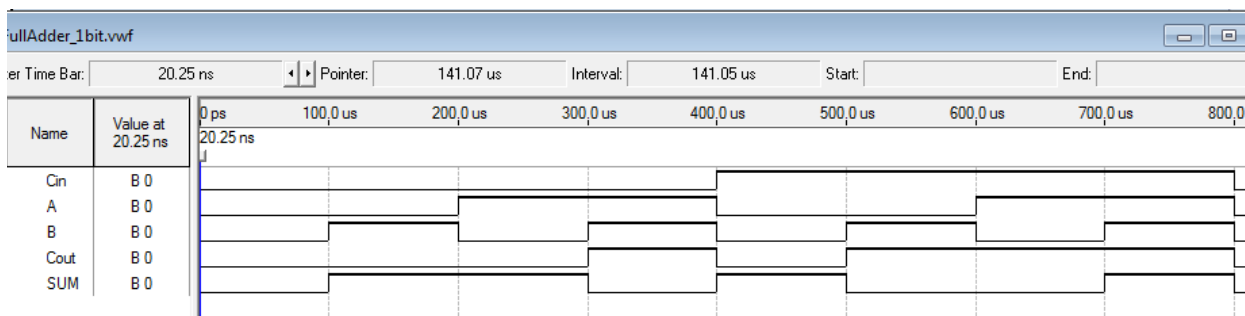 ullAdder_1bit.vwf
er Time Bar: 20.25 ns Pointer: 141.07 us Interval: 141.05 us Start: End:
Name Value at 20.25 ns 0 ps 100.0 us 200.0 us 300.0 us 400.0 us 500.0 us 600.0 us 700.0 us 800.0
20.25 ns
Cin B 0
A B 0
B B 0
Cout B 0
SUM B 0